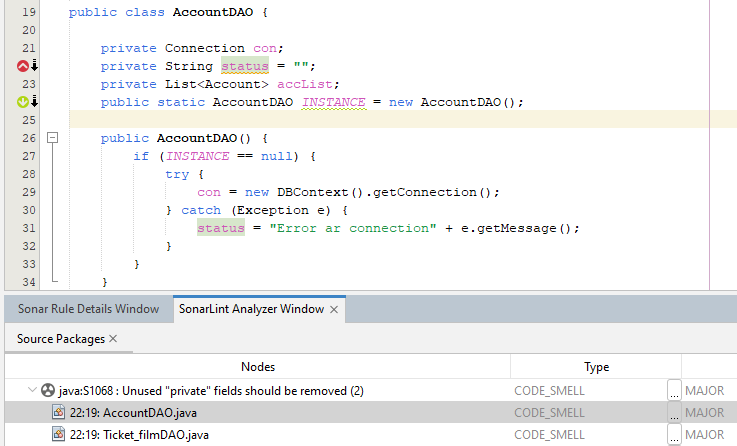 19 public class AccountDAO {
20
21 private Connection con;
private String status = "";
23 private List<Account> accList;
public static AccountDAO INSTANCE = new AccountDAO();
25
26 public AccountDAO() {
27 if (INSTANCE == null) {
28 try {
29 con = new DBContext().getConnection();
30 } catch (Exception e) {
31 status = "Error ar connection" + e.getMessage();
32 }
33 }
34 }
Sonar Rule Details Window SonarLint Analyzer Window ×
Source Packages ×
Nodes Type
java:S1068 : Unused "private" fields should be removed (2) CODE_SMELL ... MAJOR
22:19: AccountDAO.java CODE_SMELL ... MAJOR
22:19: Ticket_filmDAO.java CODE_SMELL ... MAJOR